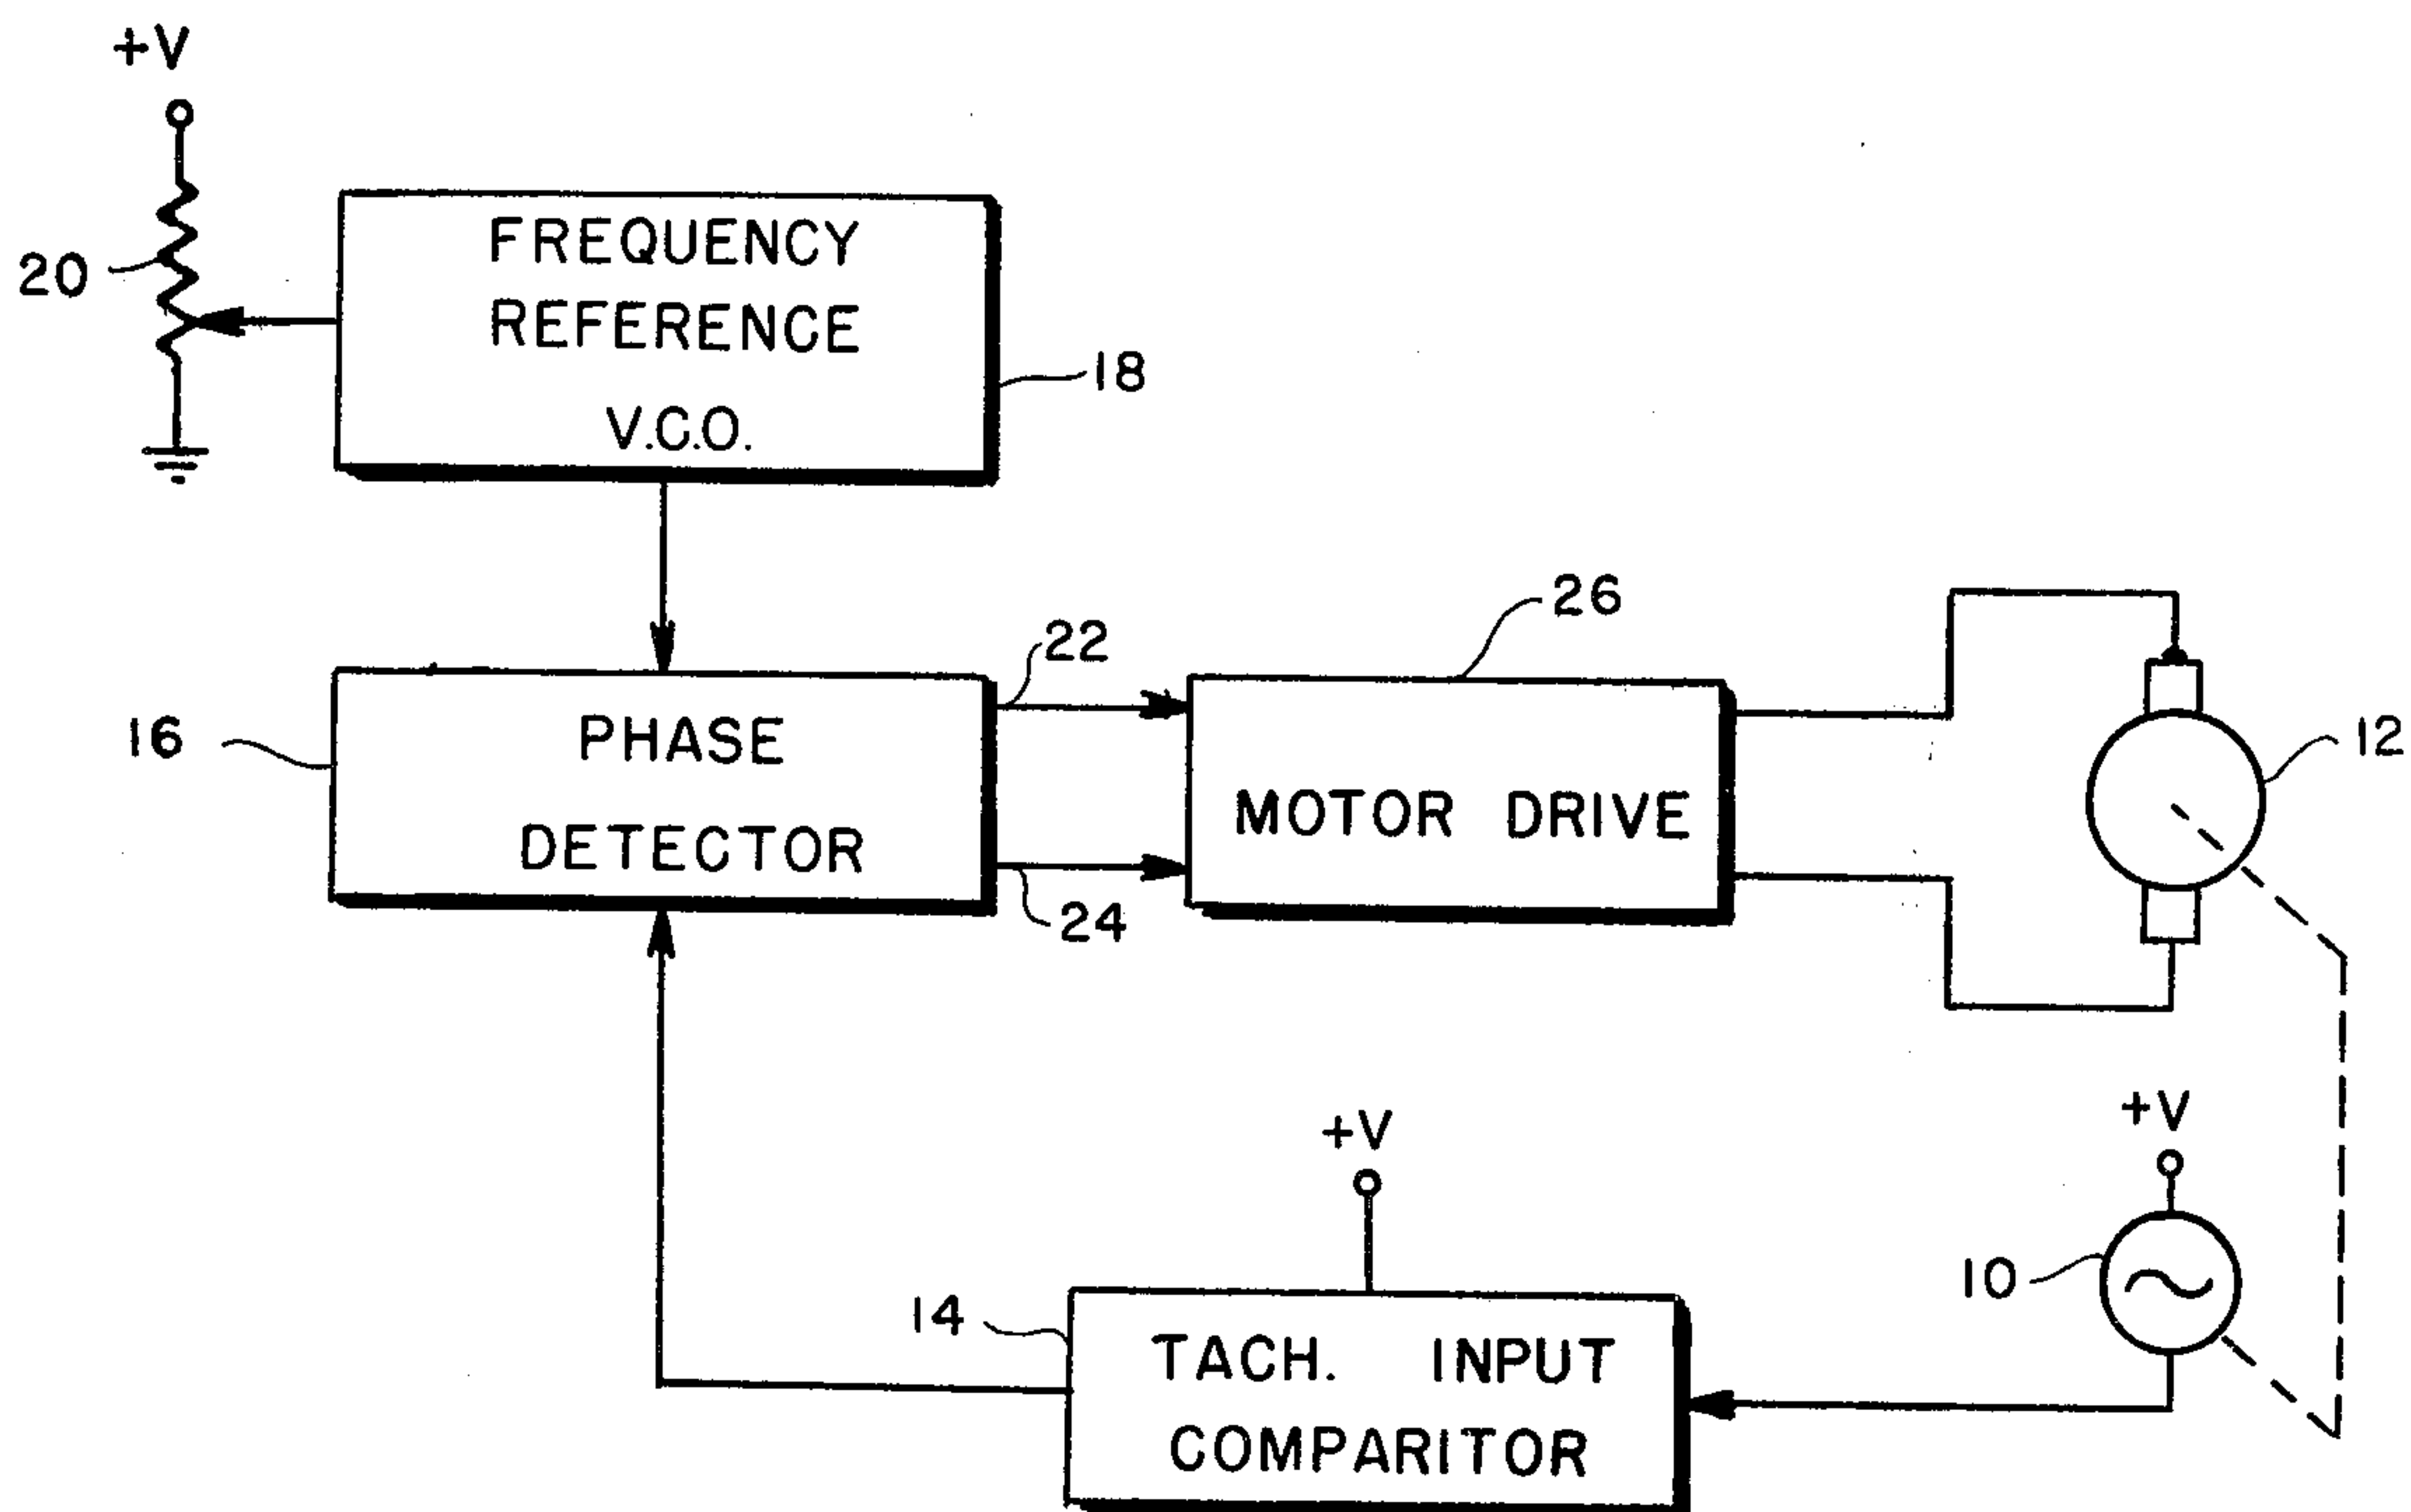 +V
20
FREQUENCY
REFERENCE
V.C.O.
18
16
PHASE
DETECTOR
22
24
26
MOTOR DRIVE
12
+V
10
+V
14
TACH. INPUT
COMPARITOR